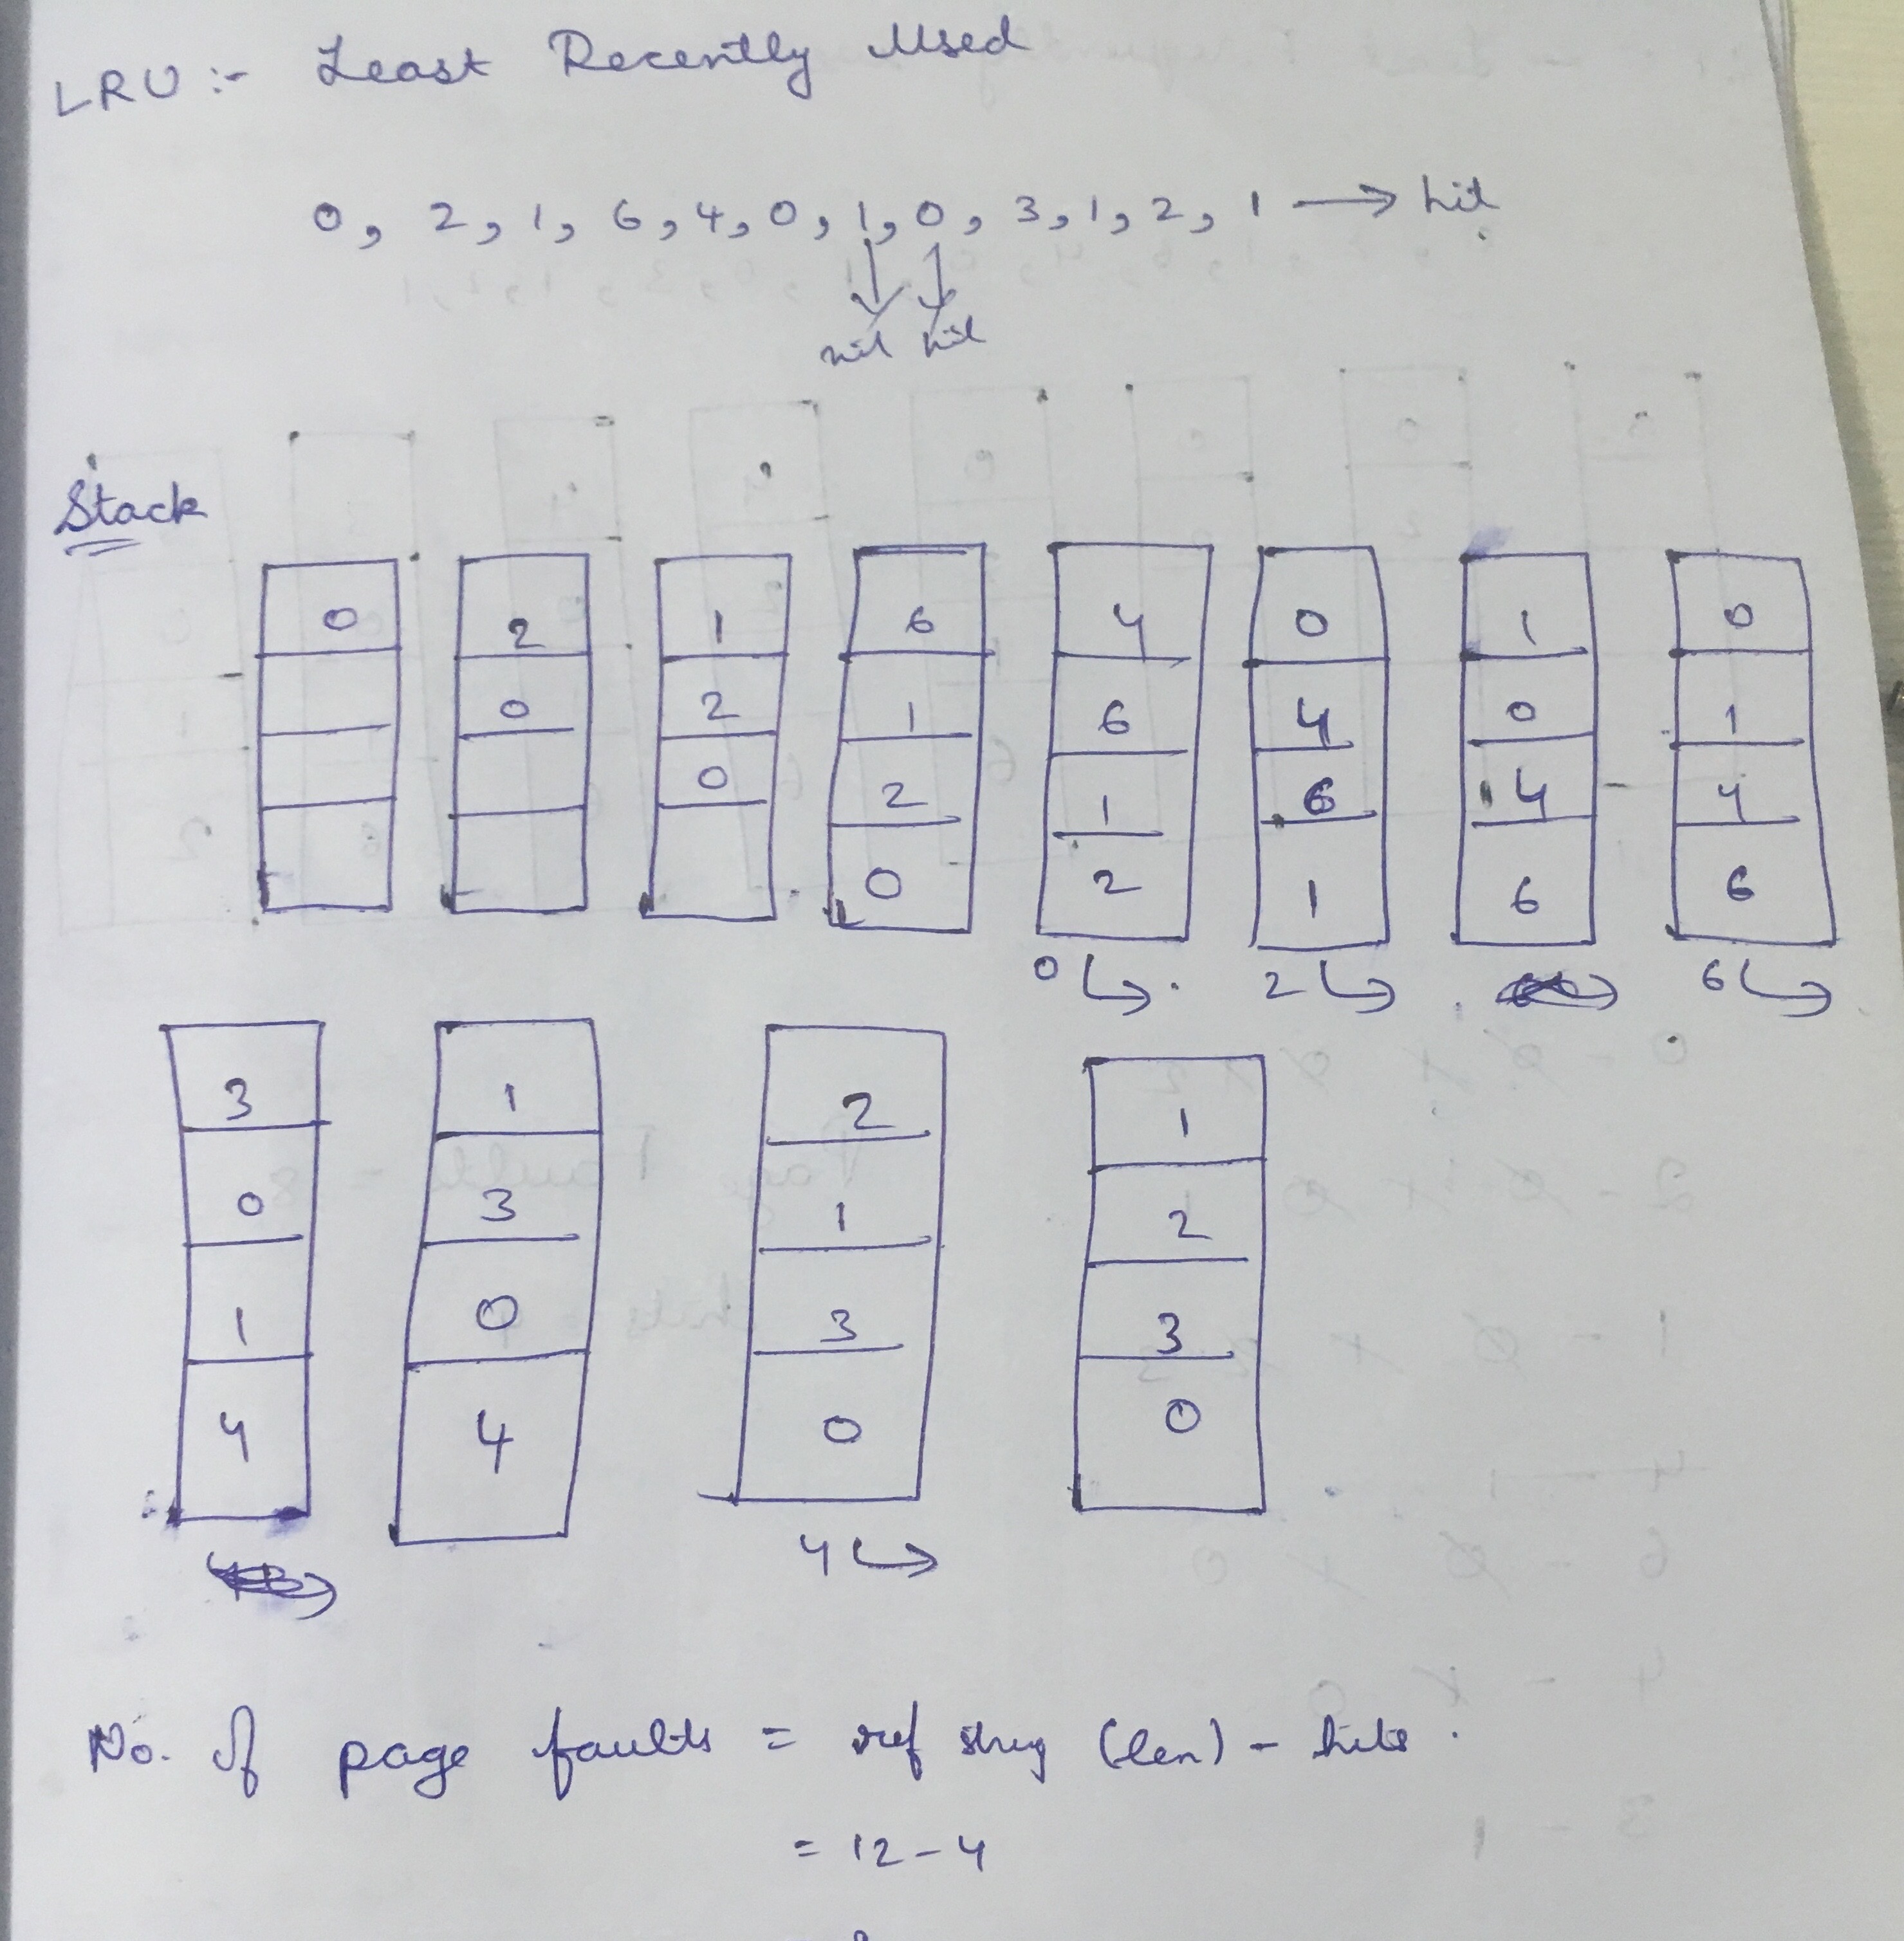 LRU :- Least Recently Used
0, 2, 1, 6, 4, 0, 1, 0, 3, 1, 2, 1 → hit
hit hit
Stack
0 2 1 6 4 0 1 0
0 2 1 6 4 0 1
0 2 1 6 4 4
0 2 1 6 6
0 2 6
3 1 2 1
0 3 1 2
1 0 3 3
4 4 0 0
4
No. of page faults = ref string (len) - hits.
= 12 - 4